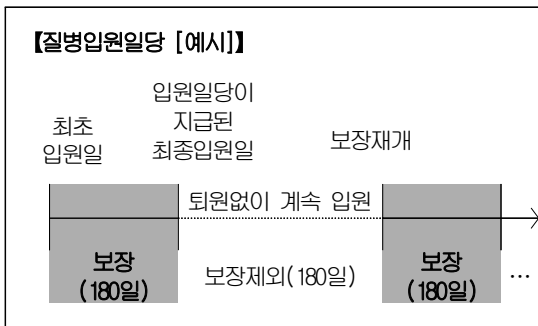 【질병입원일당 [예시]】
최초
입원일
입원일당이
지급된
최종입원일
보장재개
퇴원없이 계속 입원
보장
(180일)
보장제외(180일)
보장
(180일)
…